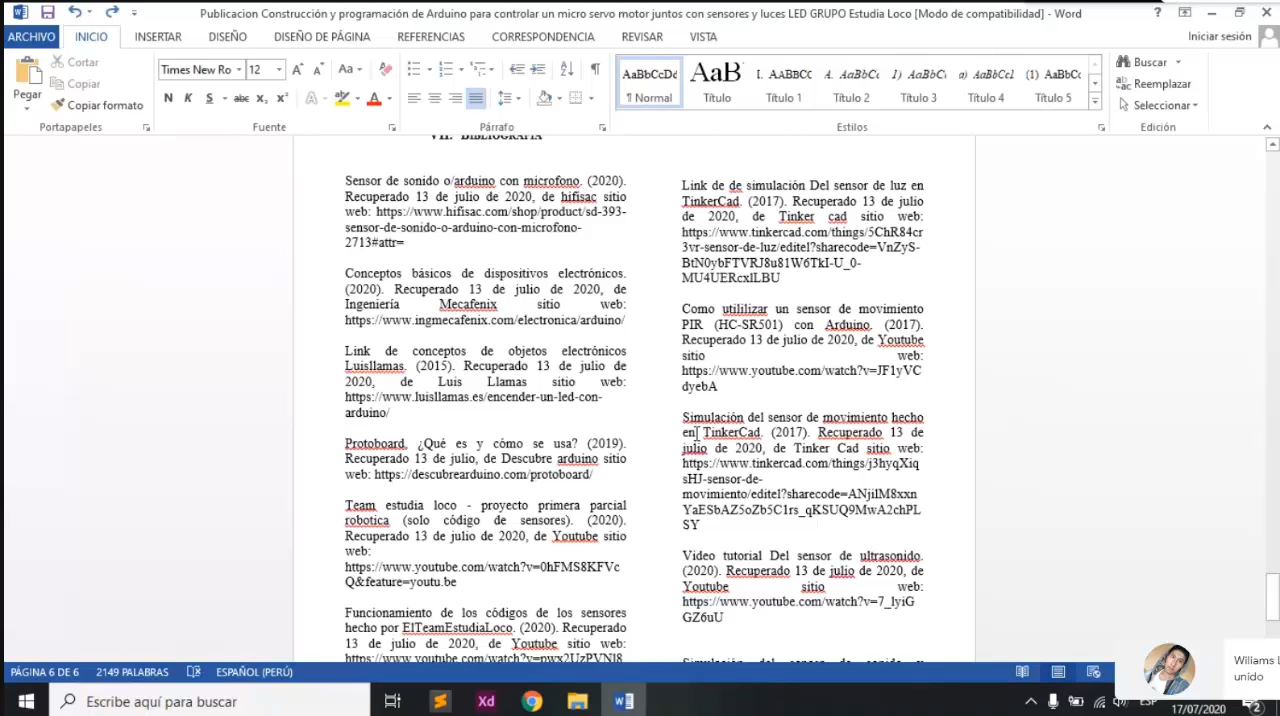 Publicacion Construcción y programación de Arduino para controlar un micro servo motor juntos con sensores y luces LED GRUPO Estudia Loco [Modo de compatibilidad] - Word
ARCHIVO INICIO INSERTAR DISEÑO DISEÑO DE PÁGINA REFERENCIAS CORRESPONDENCIA REVISAR VISTA Iniciar sesión
Pegar
Cortar
Copiar
Copiar formato
Portapapeles
Times New Ro 12
N K S abc X₂ X²
Fuente
Párrafo
AaBbCcDd AaB I. AABBCC A. AaBbCc 1) AaBbCc a) AaBbCcl (1) AaBbC
¶ Normal Título Título 1 Título 2 Título 3 Título 4 Título 5
Estilos
Buscar
Reemplazar
Seleccionar
Edición
VII. BIBLIOGRAFIA
Sensor de sonido o/arduino con microfono. (2020).
Recuperado 13 de julio de 2020, de hifisac sitio
web: https://www.hifisac.com/shop/product/sd-393-
sensor-de-sonido-o-arduino-con-microfono-
2713#attr=
Conceptos básicos de dispositivos electrónicos.
(2020). Recuperado 13 de julio de 2020, de
Ingeniería Mecafenix sitio web:
https://www.ingmecafenix.com/electronica/arduino/
Link de conceptos de objetos electrónicos
Luisllamas. (2015). Recuperado 13 de julio de
2020, de Luis Llamas sitio web:
https://www.luisllamas.es/encender-un-led-con-
arduino/
Protoboard, ¿Qué es y cómo se usa? (2019).
Recuperado 13 de julio, de Descubre arduino sitio
web: https://descubrearduino.com/protoboard/
Team estudia loco - proyecto primera parcial
robotica (solo código de sensores). (2020).
Recuperado 13 de julio de 2020, de Youtube sitio
web:
https://www.youtube.com/watch?v=0hFMS8KFVc
Q&feature=youtu.be
Funcionamiento de los códigos de los sensores
hecho por ElTeamEstudiaLoco. (2020). Recuperado
13 de julio de 2020, de Youtube sitio web:
https://www.youtube.com/watch?v=pwx2UzPVNl8
Link de de simulación Del sensor de luz en
TinkerCad. (2017). Recuperado 13 de julio
de 2020, de Tinker cad sitio web:
https://www.tinkercad.com/things/5ChR84cr
3vr-sensor-de-luz/editel?sharecode=VnZyS-
BtN0ybFTVRJ8u81W6TkI-U_0-
MU4UERcxlLBU
Como utililizar un sensor de movimiento
PIR (HC-SR501) con Arduino. (2017).
Recuperado 13 de julio de 2020, de Youtube
sitio web:
https://www.youtube.com/watch?v=JF1yVC
dyebA
Simulación del sensor de movimiento hecho
en TinkerCad. (2017). Recuperado 13 de
julio de 2020, de Tinker Cad sitio web:
https://www.tinkercad.com/things/j3hyqXiq
sHJ-sensor-de-
movimiento/editel?sharecode=ANjilM8xxn
YaESbAZ5oZb5C1rs_qKSUQ9MwA2chPL
SY
Video tutorial Del sensor de ultrasonido.
(2020). Recuperado 13 de julio de 2020, de
Youtube sitio web:
https://www.youtube.com/watch?v=7_lyiG
GZ6uU
PÁGINA 6 DE 6 2149 PALABRAS ESPAÑOL (PERÚ)
Williams L
unido
Escribe aquí para buscar
Xd
ESP
17/07/2020
2